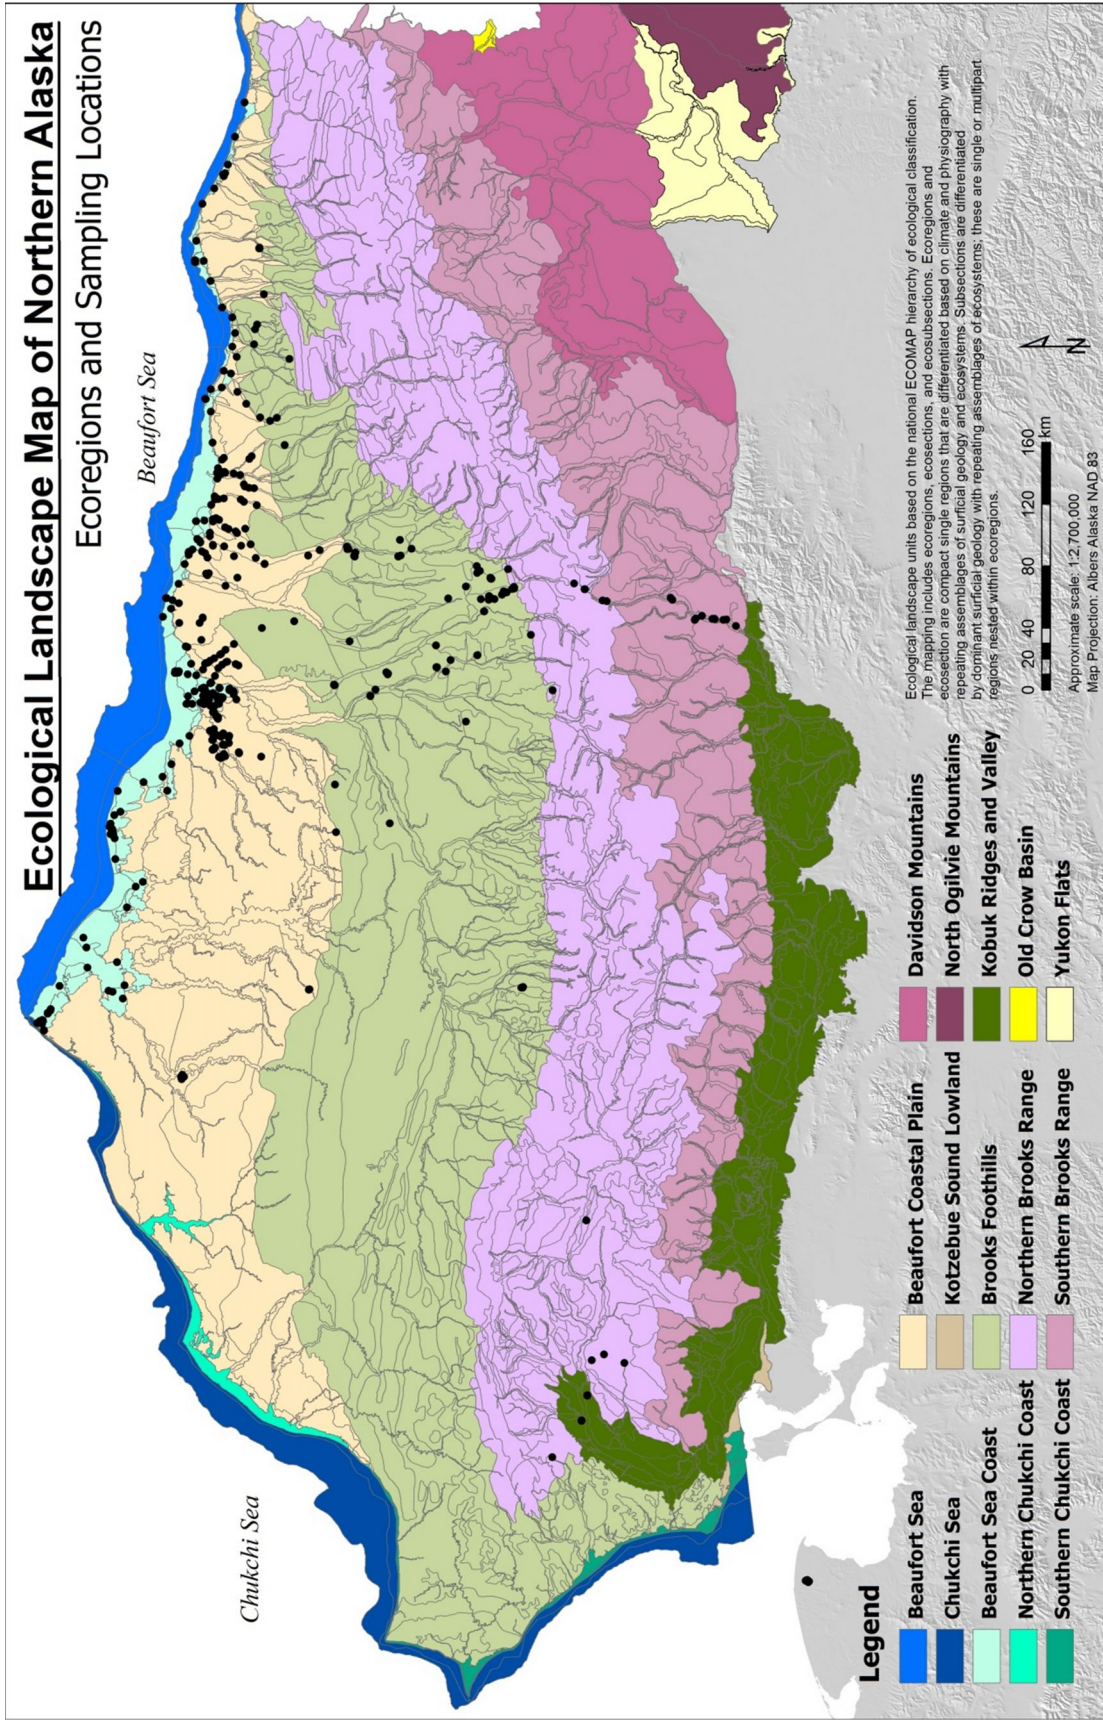 Ecological Landscape Map of Northern Alaska
Ecoregions and Sampling Locations
Beaufort Sea
Chukchi Sea
Legend
Beaufort Sea
Chukchi Sea
Beaufort Sea Coast
Northern Chukchi Coast
Southern Chukchi Coast
Beaufort Coastal Plain
Kotzebue Sound Lowland
Brooks Foothills
Northern Brooks Range
Southern Brooks Range
Davidson Mountains
North Ogilvie Mountains
Kobuk Ridges and Valley
Old Crow Basin
Yukon Flats
Ecological landscape units based on the national ECOMAP hierarchy of ecological classification.
The mapping includes ecoregions, ecosections, and ecosubsections. Ecoregions and
ecosection are compact single regions that are differentiated based on climate and physiography with
repeating assemblages of surficial geology and ecosystems. Subsections are differentiated
by dominant surficial geology with repeating assemblages of ecosystems; these are single or multipart
regions nested within ecoregions.
0 20 40 80 120 160
km
Approximate scale: 1:2,700,000
Map Projection: Albers Alaska NAD 83
N